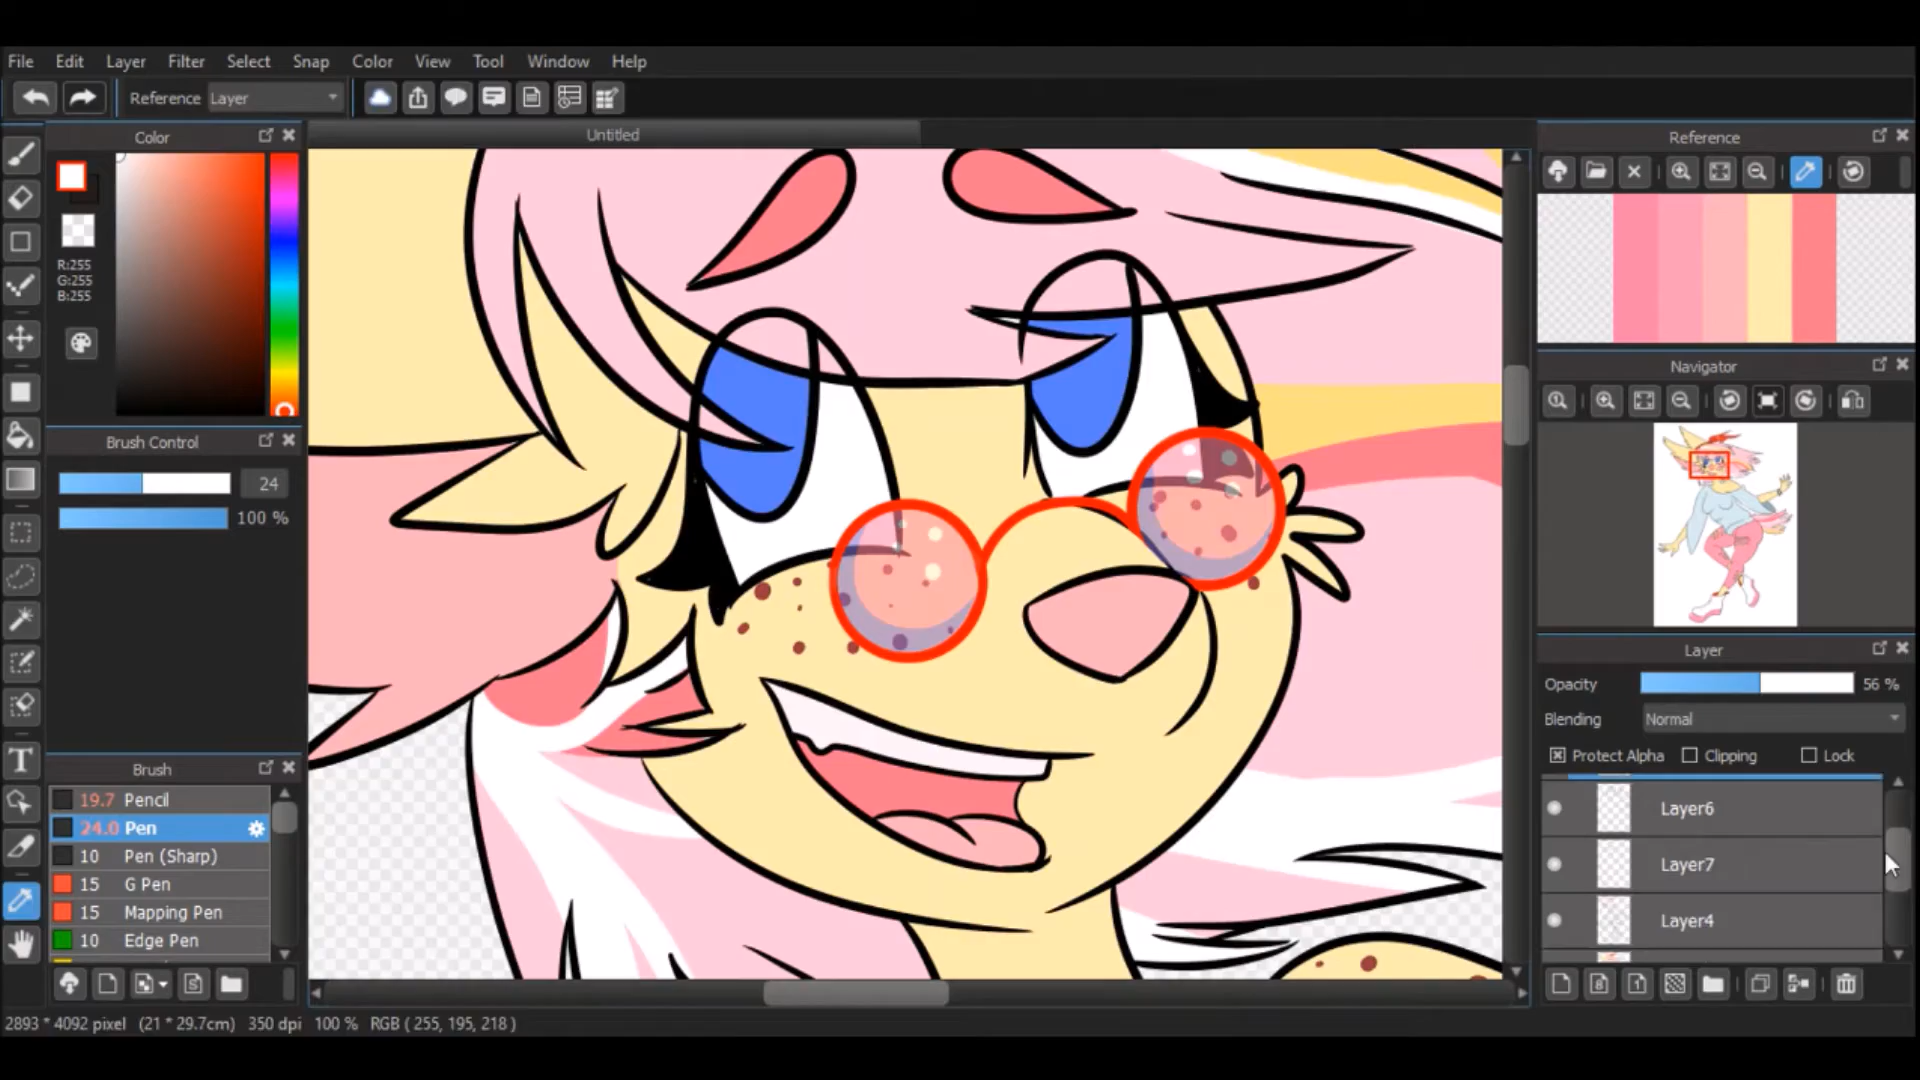 File Edit Layer Filter Select Snap Color View Tool Window Help
Reference Layer
Color
Untitled
Reference
R:255
G:255
B:255
Navigator
Brush Control
24
100 %
Layer
Opacity 56 %
Blending Normal
Protect Alpha Clipping Lock
Brush
19.7 Pencil
24.0 Pen
10 Pen (Sharp)
15 G Pen
15 Mapping Pen
10 Edge Pen
Layer6
Layer7
Layer4
2893 * 4092 pixel (21 * 29.7cm) 350 dpi 100 % RGB ( 255, 195, 218 )